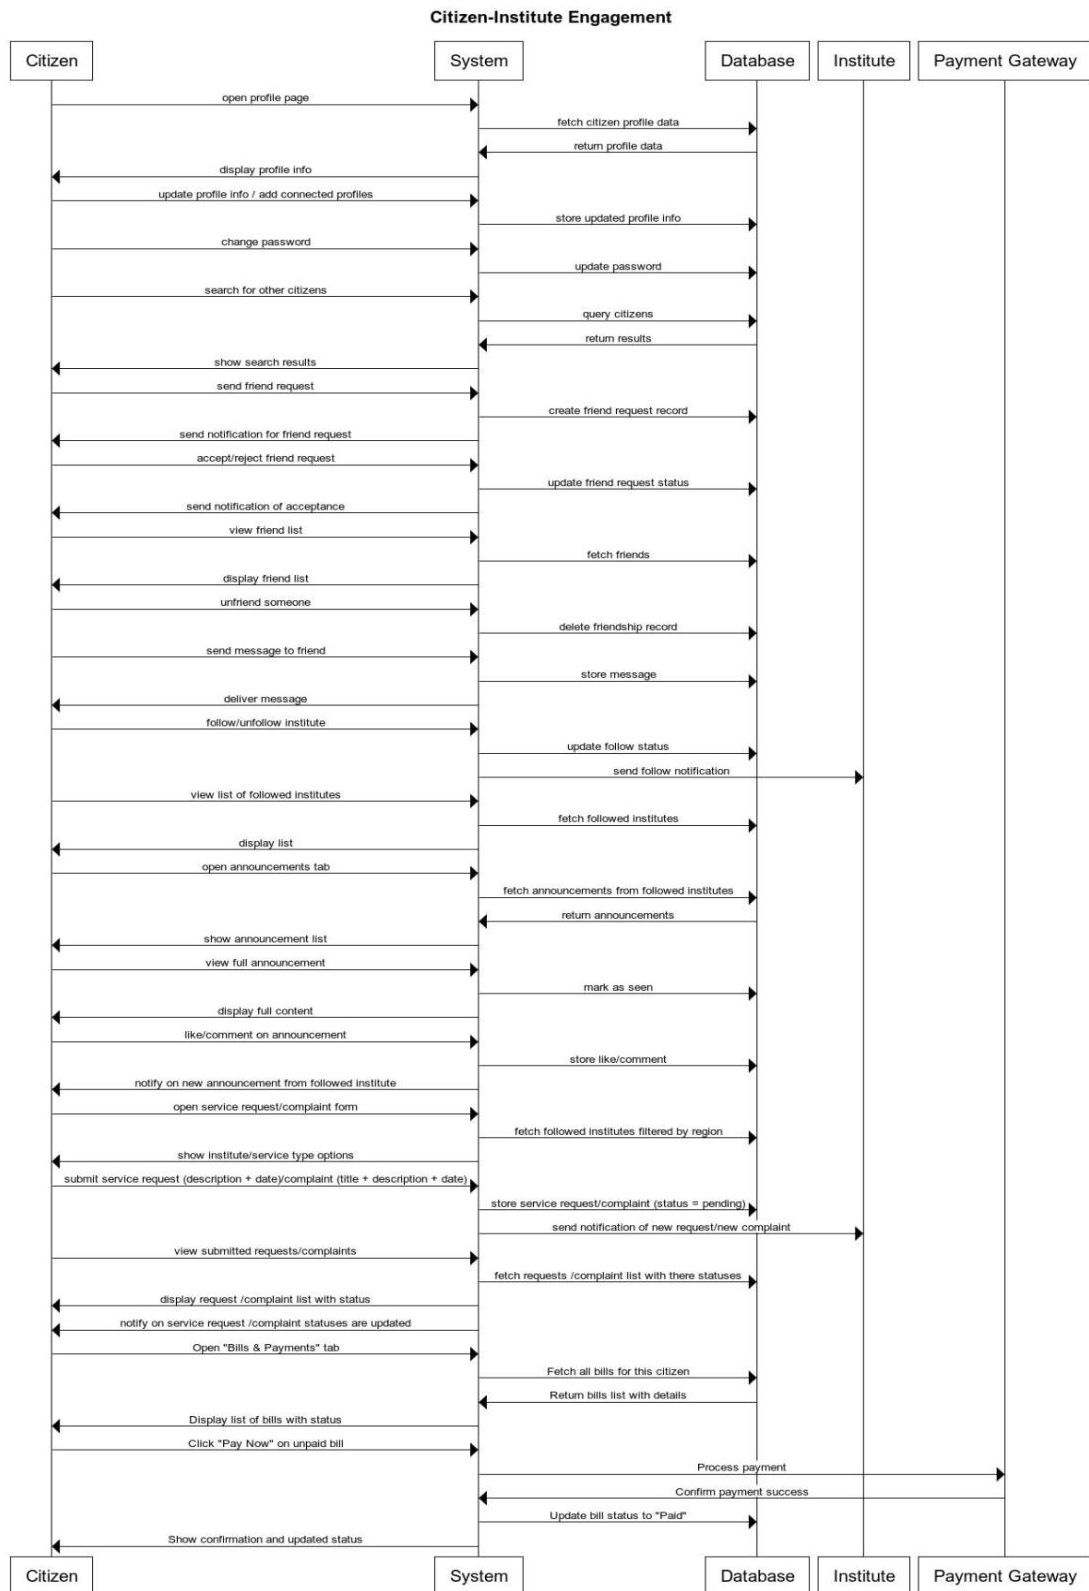 Citizen-Institute Engagement
Citizen
System
Database
Institute
Payment Gateway
open profile page
fetch citizen profile data
return profile data
display profile info
update profile info / add connected profiles
store updated profile info
change password
update password
search for other citizens
query citizens
return results
show search results
send friend request
create friend request record
send notification for friend request
accept/reject friend request
update friend request status
send notification of acceptance
view friend list
fetch friends
display friend list
unfriend someone
delete friendship record
send message to friend
store message
deliver message
follow/unfollow institute
update follow status
send follow notification
view list of followed institutes
fetch followed institutes
display list
open announcements tab
fetch announcements from followed institutes
return announcements
show announcement list
view full announcement
mark as seen
display full content
like/comment on announcement
store like/comment
notify on new announcement from followed institute
open service request/complaint form
fetch followed institutes filtered by region
show institute/service type options
submit service request (description + date)/complaint (title + description + date)
store service request/complaint (status = pending)
send notification of new request/new complaint
view submitted requests/complaints
fetch requests /complaint list with there statuses
display request /complaint list with status
notify on service request /complaint statuses are updated
Open "Bills & Payments" tab
Fetch all bills for this citizen
Return bills list with details
Display list of bills with status
Click "Pay Now" on unpaid bill
Process payment
Confirm payment success
Update bill status to "Paid"
Show confirmation and updated status
Citizen
System
Database
Institute
Payment Gateway